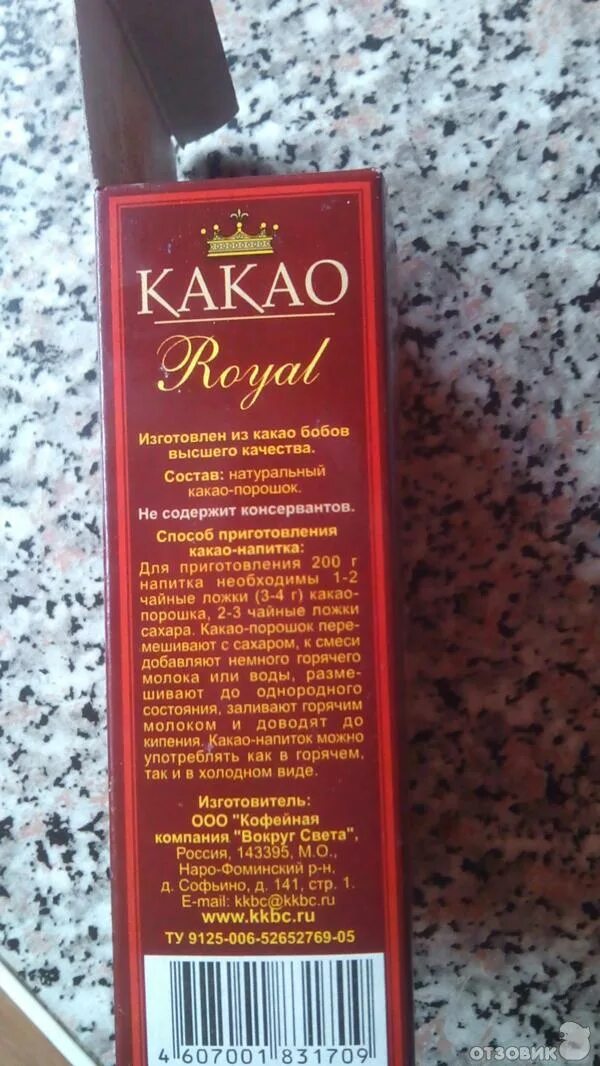 КАКАО
Royal
Изготовлен из какао бобов
высшего качества.
Состав: натуральный
какао-порошок.
Не содержит консервантов.
Способ приготовления
какао-напитка:
Для приготовления 200 г
напитка необходимы 1-2
чайные ложки (3-4 г) какао-
порошка, 2-3 чайные ложки
сахара. Какао-порошок пере-
мешивают с сахаром, к смеси
добавляют немного горячего
молока или воды, разме-
шивают до однородного
состояния, заливают горячим
молоком и доводят до
кипения. Какао-напиток можно
употреблять как в горячем,
так и в холодном виде.
Изготовитель:
ООО "Кофейная
компания "Вокруг Света",
Россия, 143395, М.О.,
Наро-Фоминский р-н.
д. Софьино, д. 141, стр. 1.
E-mail: kkbc@kkbc.ru
www.kkbc.ru
ТУ 9125-006-52652769-05
4 607001 831709
ОТЗОВИК